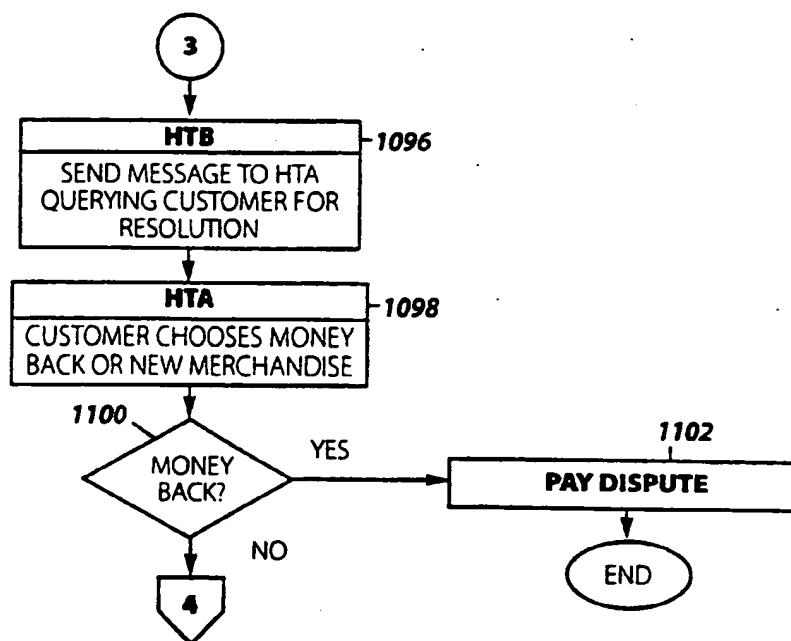 3
HTB
1096
SEND MESSAGE TO HTA
QUERYING CUSTOMER FOR
RESOLUTION
HTA
1098
CUSTOMER CHOOSES MONEY
BACK OR NEW MERCHANDISE
1100
MONEY
BACK?
YES
1102
PAY DISPUTE
NO
END
4